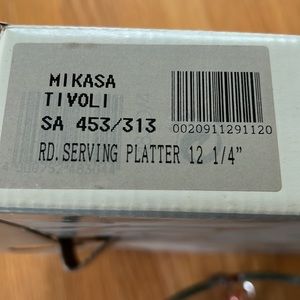 MIKASA
TIVOLI
SA 453/313
0020911291120
RD.SERVING PLATTER 12 1/4"